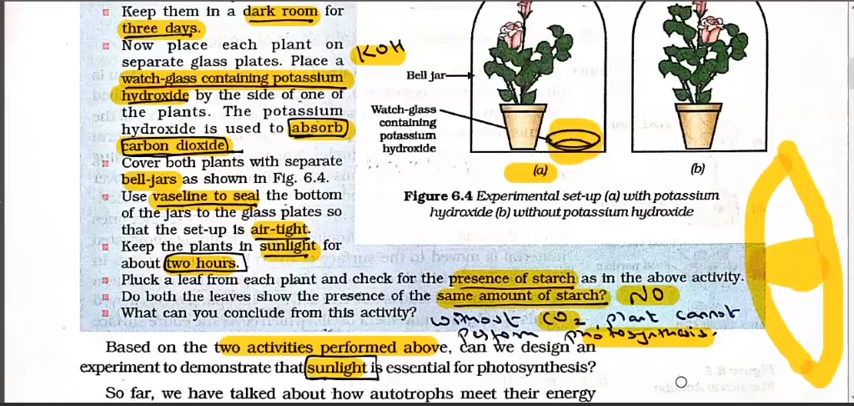 Keep them in a dark room for
three days.
Now place each plant on
separate glass plates. Place a
watch-glass containing potassium
hydroxide by the side of one of
the plants. The potassium
hydroxide is used to absorb
carbon dioxide
Cover both plants with separate
bell-jars as shown in Fig. 6.4.
Use vaseline to seal the bottom
of the jars to the glass plates so
that the set-up is air-tight.
Keep the plants in sunlight for
about two hours.
Pluck a leaf from each plant and check for the presence of starch as in the above activity.
Do both the leaves show the presence of the same amount of starch? NO
What can you conclude from this activity? without CO2, plant cannot
perform photosynthesis.
KOH
Bell jar
Watch-glass
containing
potassium
hydroxide
(a)
(b)
Figure 6.4 Experimental set-up (a) with potassium
hydroxide (b) without potassium hydroxide
Based on the two activities performed above, can we design an
experiment to demonstrate that sunlight is essential for photosynthesis?
So far, we have talked about how autotrophs meet their energy